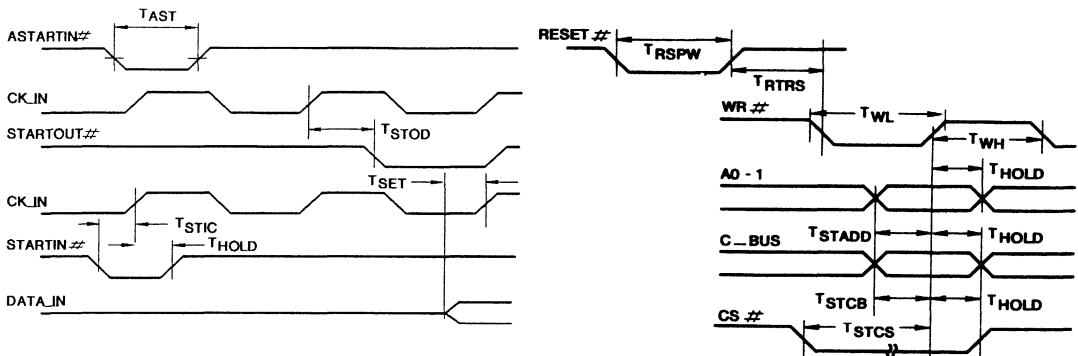 TAST
ASTARTIN#
CK_IN
STARTOUT#
TSTOD
TSET
CK_IN
TSTIC
STARTIN#
THOLD
DATA_IN
RESET#
TRSPW
TRTRS
WR#
TWL
TWH
A0 - 1
THOLD
TSTADD
C_BUS
THOLD
TSTCB
THOLD
CS#
TSTCS